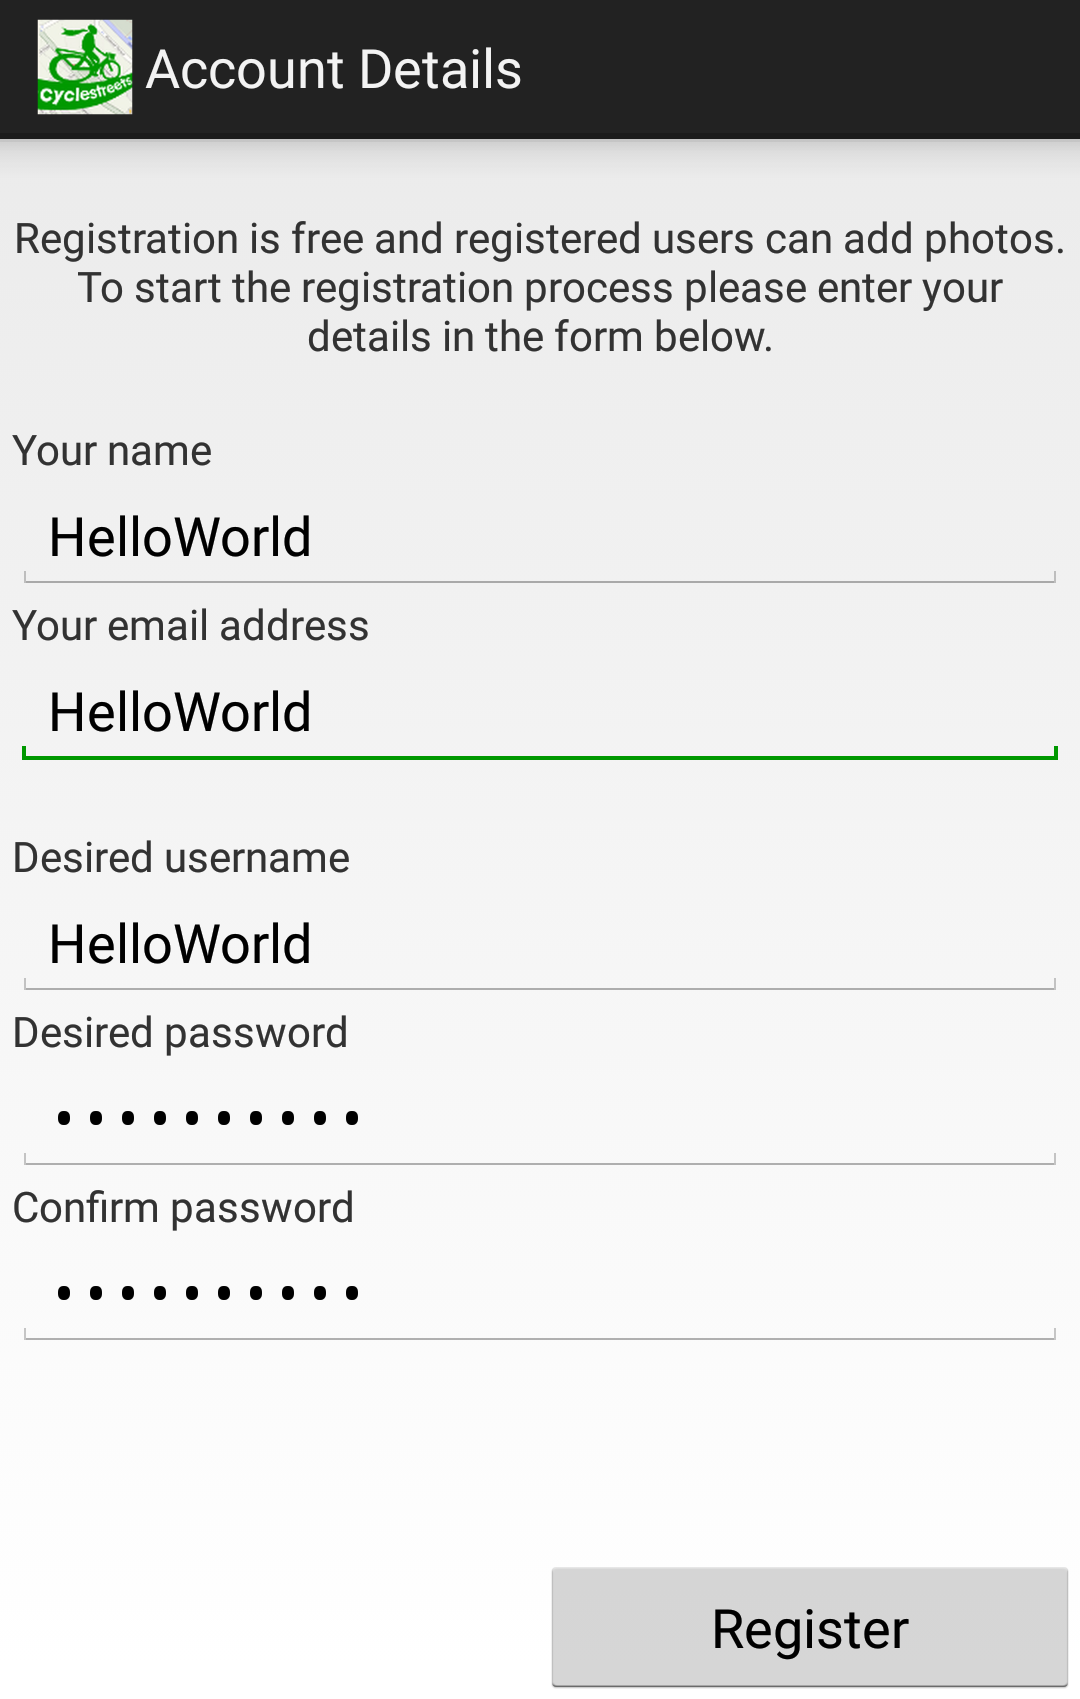 Cyclestreets
Account Details
Registration is free and registered users can add photos.
To start the registration process please enter your
details in the form below.
Your name
HelloWorld
Your email address
HelloWorld
Desired username
HelloWorld
Desired password
••••••••••
Confirm password
••••••••••
Register